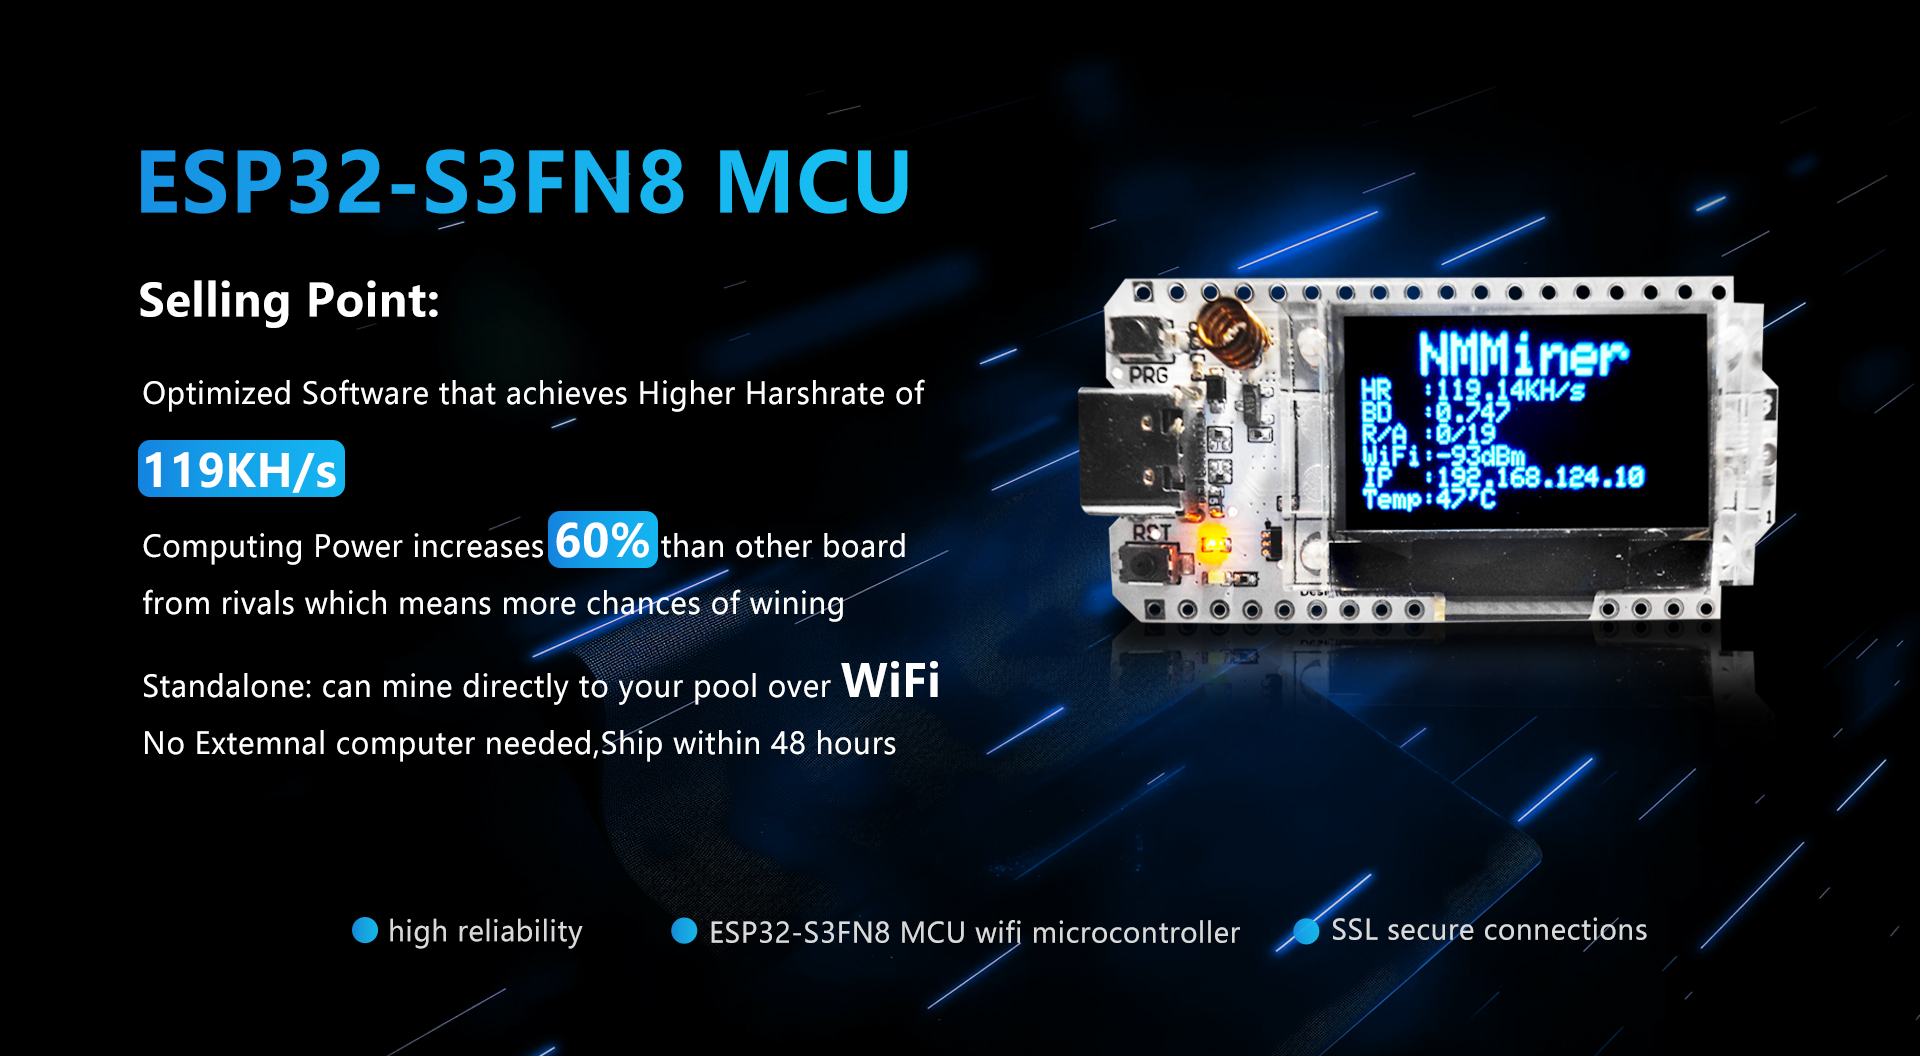 ESP32-S3FN8 MCU
Selling Point:
Optimized Software that achieves Higher Harshrate of
119KH/s
Computing Power increases 60% than other board
from rivals which means more chances of wining
Standalone: can mine directly to your pool over WiFi
No Extemnal computer needed,Ship within 48 hours
PRG
RST
NMMiner
HR :119.14KH/s
BD :0.747
R/A :0/19
WiFi:-93dBm
IP :192.168.124.10
Temp:47'C
high reliability
ESP32-S3FN8 MCU wifi microcontroller
SSL secure connections